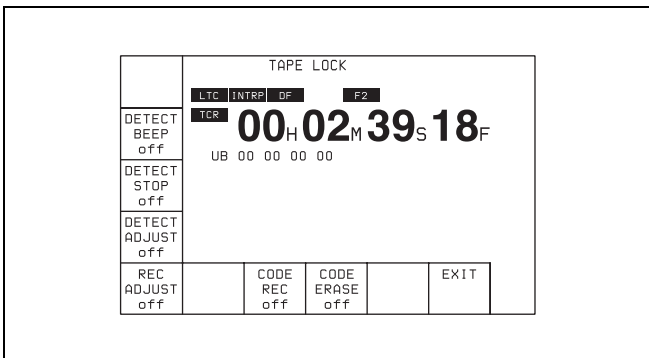 TAPE LOCK
LTC INTRP DF F2
TCR 00H 02M 39S 18F
UB 00 00 00 00
DETECT
BEEP
off
DETECT
STOP
off
DETECT
ADJUST
off
REC
ADJUST
off
CODE
REC
off
CODE
ERASE
off
EXIT